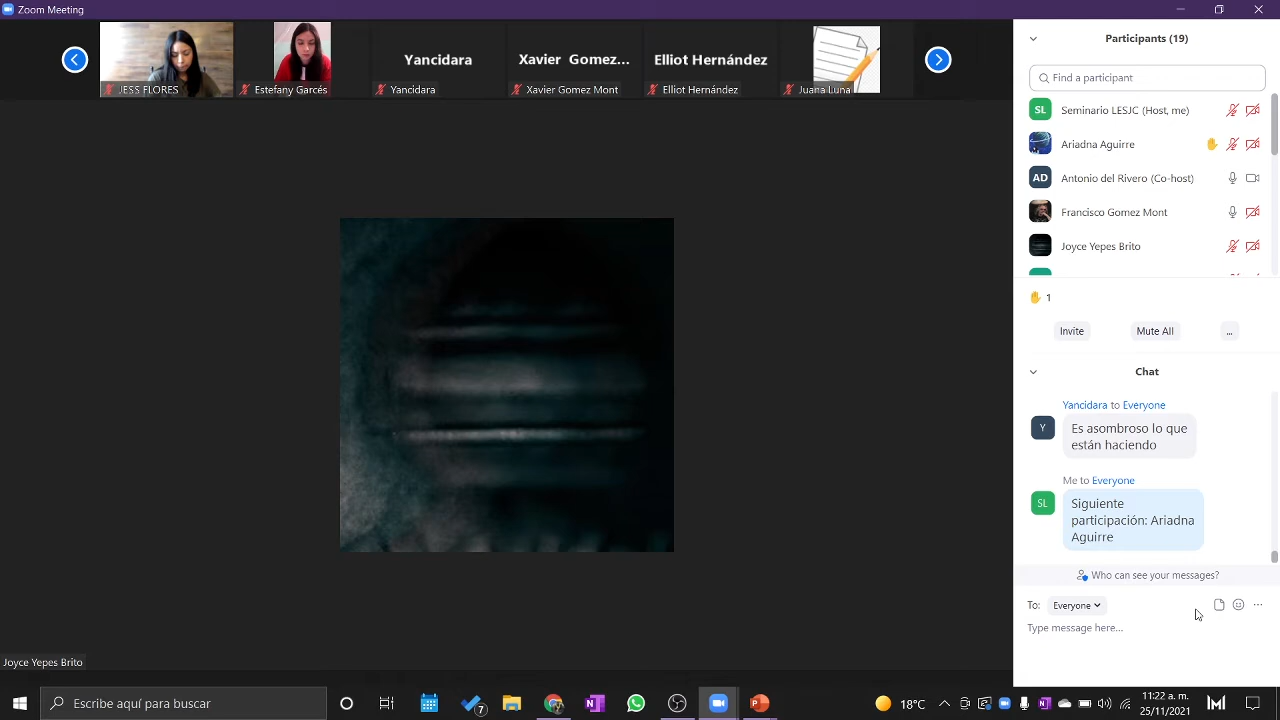 Zoom Meeting
JESS FLORES
Estefany Garcés
Yancidara
Yancidara
Xavier Gomez...
Xavier Gomez Mont
Elliot Hernández
Elliot Hernández
Juana Luna
Participants (19)
Find a participant
SL Seminario LESJC (Host, me)
Ariadna Aguirre
AD Antonio del Rivero (Co-host)
Francisco Gomez Mont
Joyce Yepes Brito
1
Invite Mute All ...
Chat
Yancidara to Everyone
Y
Es asombroso lo que
están haciendo
Me to Everyone
SL
Siguiente
participación: Ariadna
Aguirre
Who can see your messages?
To: Everyone
Type message here...
Joyce Yepes Brito
Escribe aquí para buscar
7
18°C
11:22 a. m.
25/11/2021